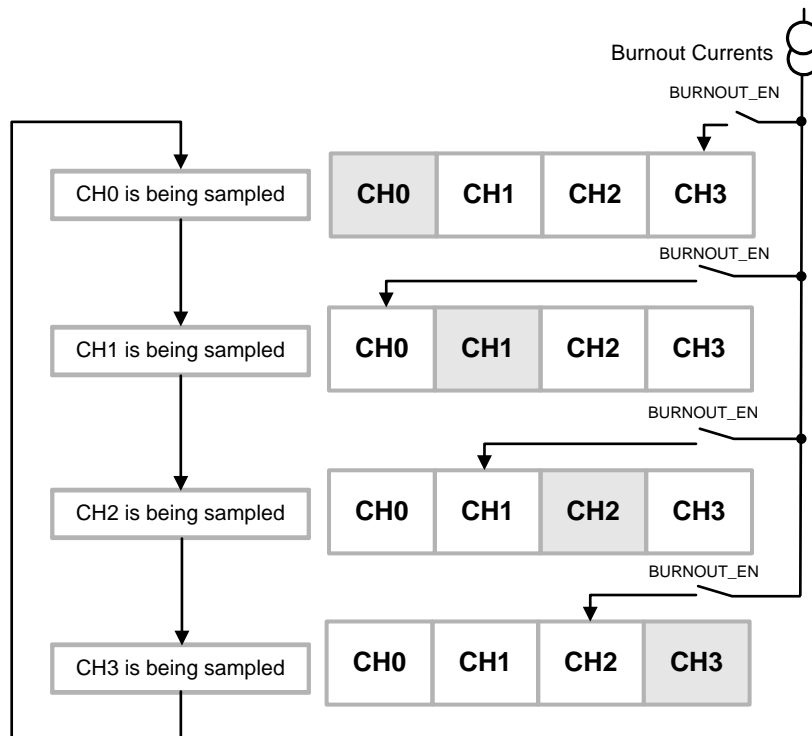 Burnout Currents
BURNOUT_EN
CH0 is being sampled
CH0 CH1 CH2 CH3
BURNOUT_EN
CH1 is being sampled
CH0 CH1 CH2 CH3
BURNOUT_EN
CH2 is being sampled
CH0 CH1 CH2 CH3
BURNOUT_EN
CH3 is being sampled
CH0 CH1 CH2 CH3